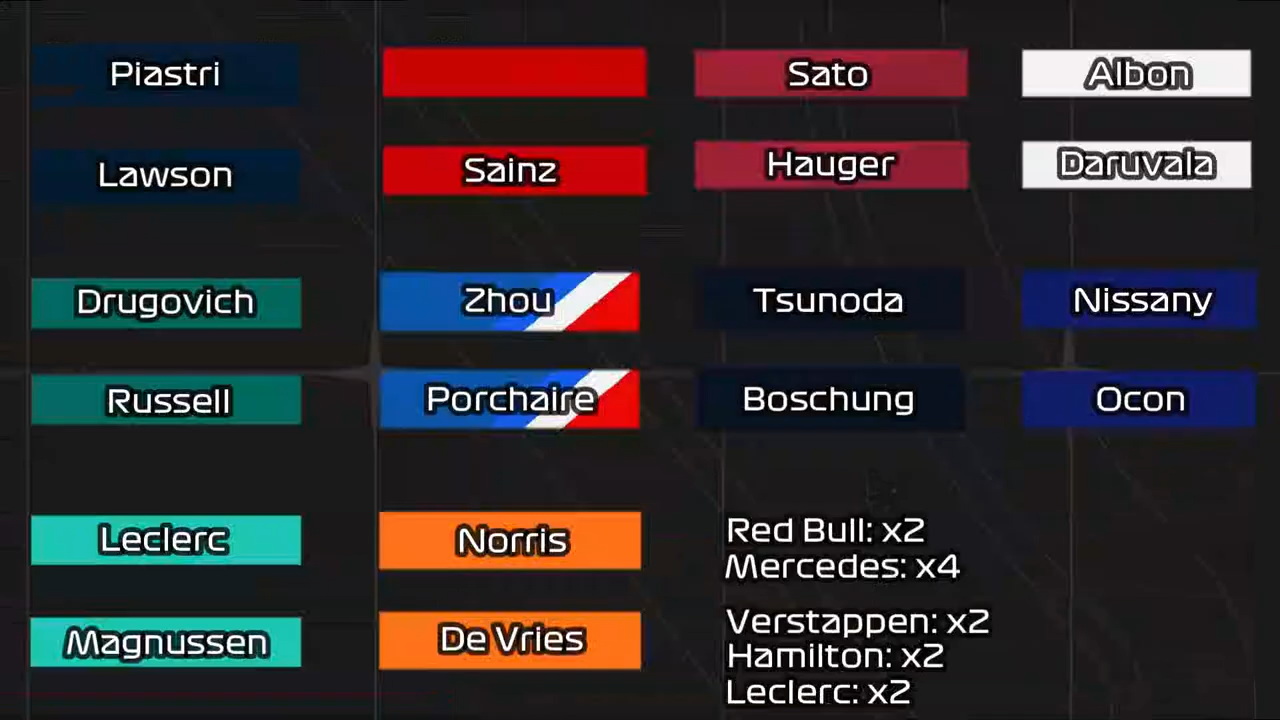 Piastri
Lawson
Sainz
Sato
Hauger
Albon
Daruvala
Drugovich
Russell
Zhou
Porchaire
Tsunoda
Boschung
Nissany
Ocon
Leclerc
Magnussen
Norris
De Vries
Red Bull: x2
Mercedes: x4
Verstappen: x2
Hamilton: x2
Leclerc: x2